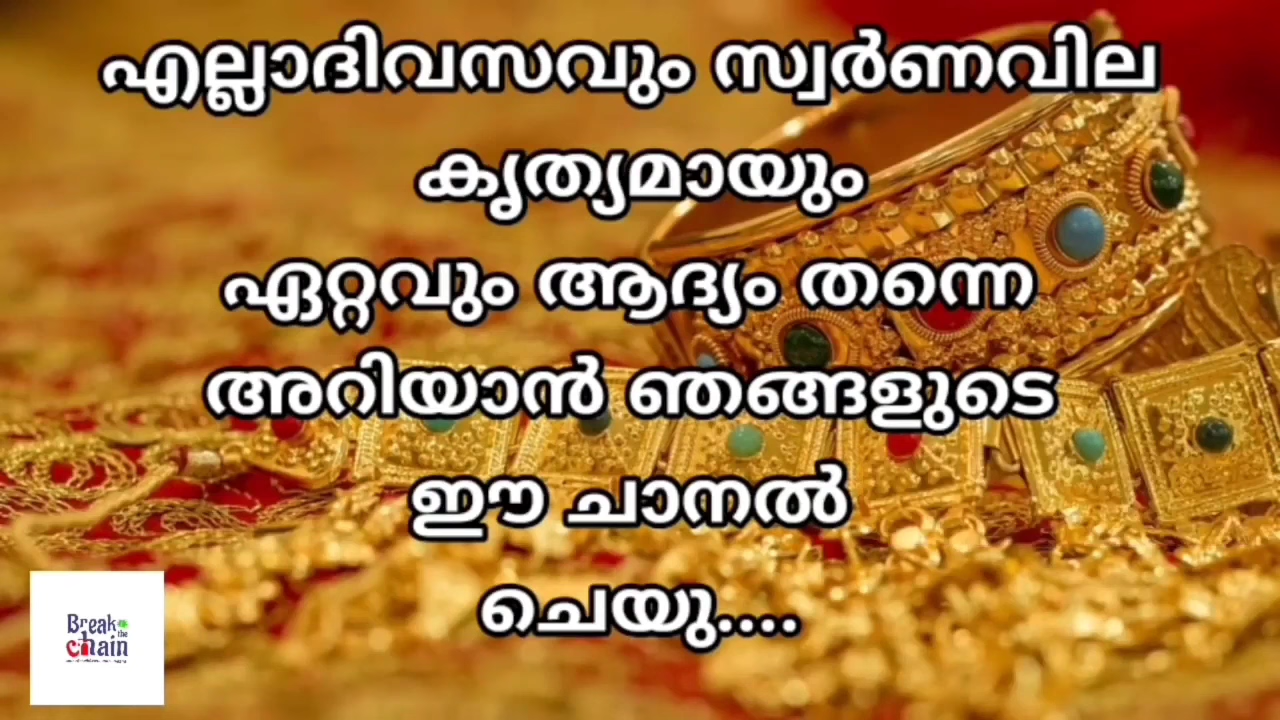 എല്ലാദിവസവും സ്വർണവില
കൃത്യമായും
ഏറ്റവും ആദ്യം തന്നെ
അറിയാൻ ഞങ്ങളുടെ
ഈ ചാനൽ
ചെയു....
Break
the
chain